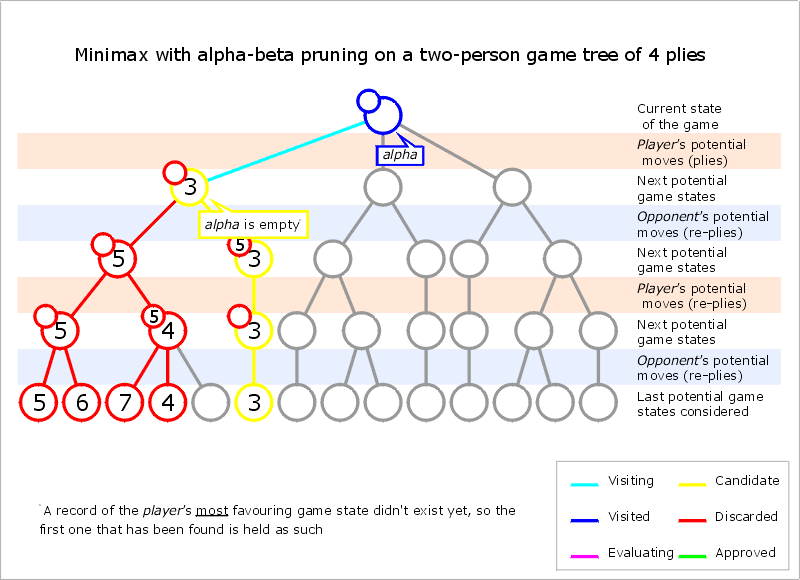 Minimax with alpha-beta pruning on a two-person game tree of 4 plies
Current state
of the game
Player's potential
moves (plies)
alpha
3
Next potential
game states
alpha is empty*
Opponent's potential
moves (re-plies)
5
5
3
Next potential
game states
Player's potential
moves (re-plies)
5
5
4
3
Next potential
game states
Opponent's potential
moves (re-plies)
5
6
7
4
3
Last potential game
states considered
*A record of the player's most favouring game state didn't exist yet, so the
first one that has been found is held as such
Visiting
Candidate
Visited
Discarded
Evaluating
Approved